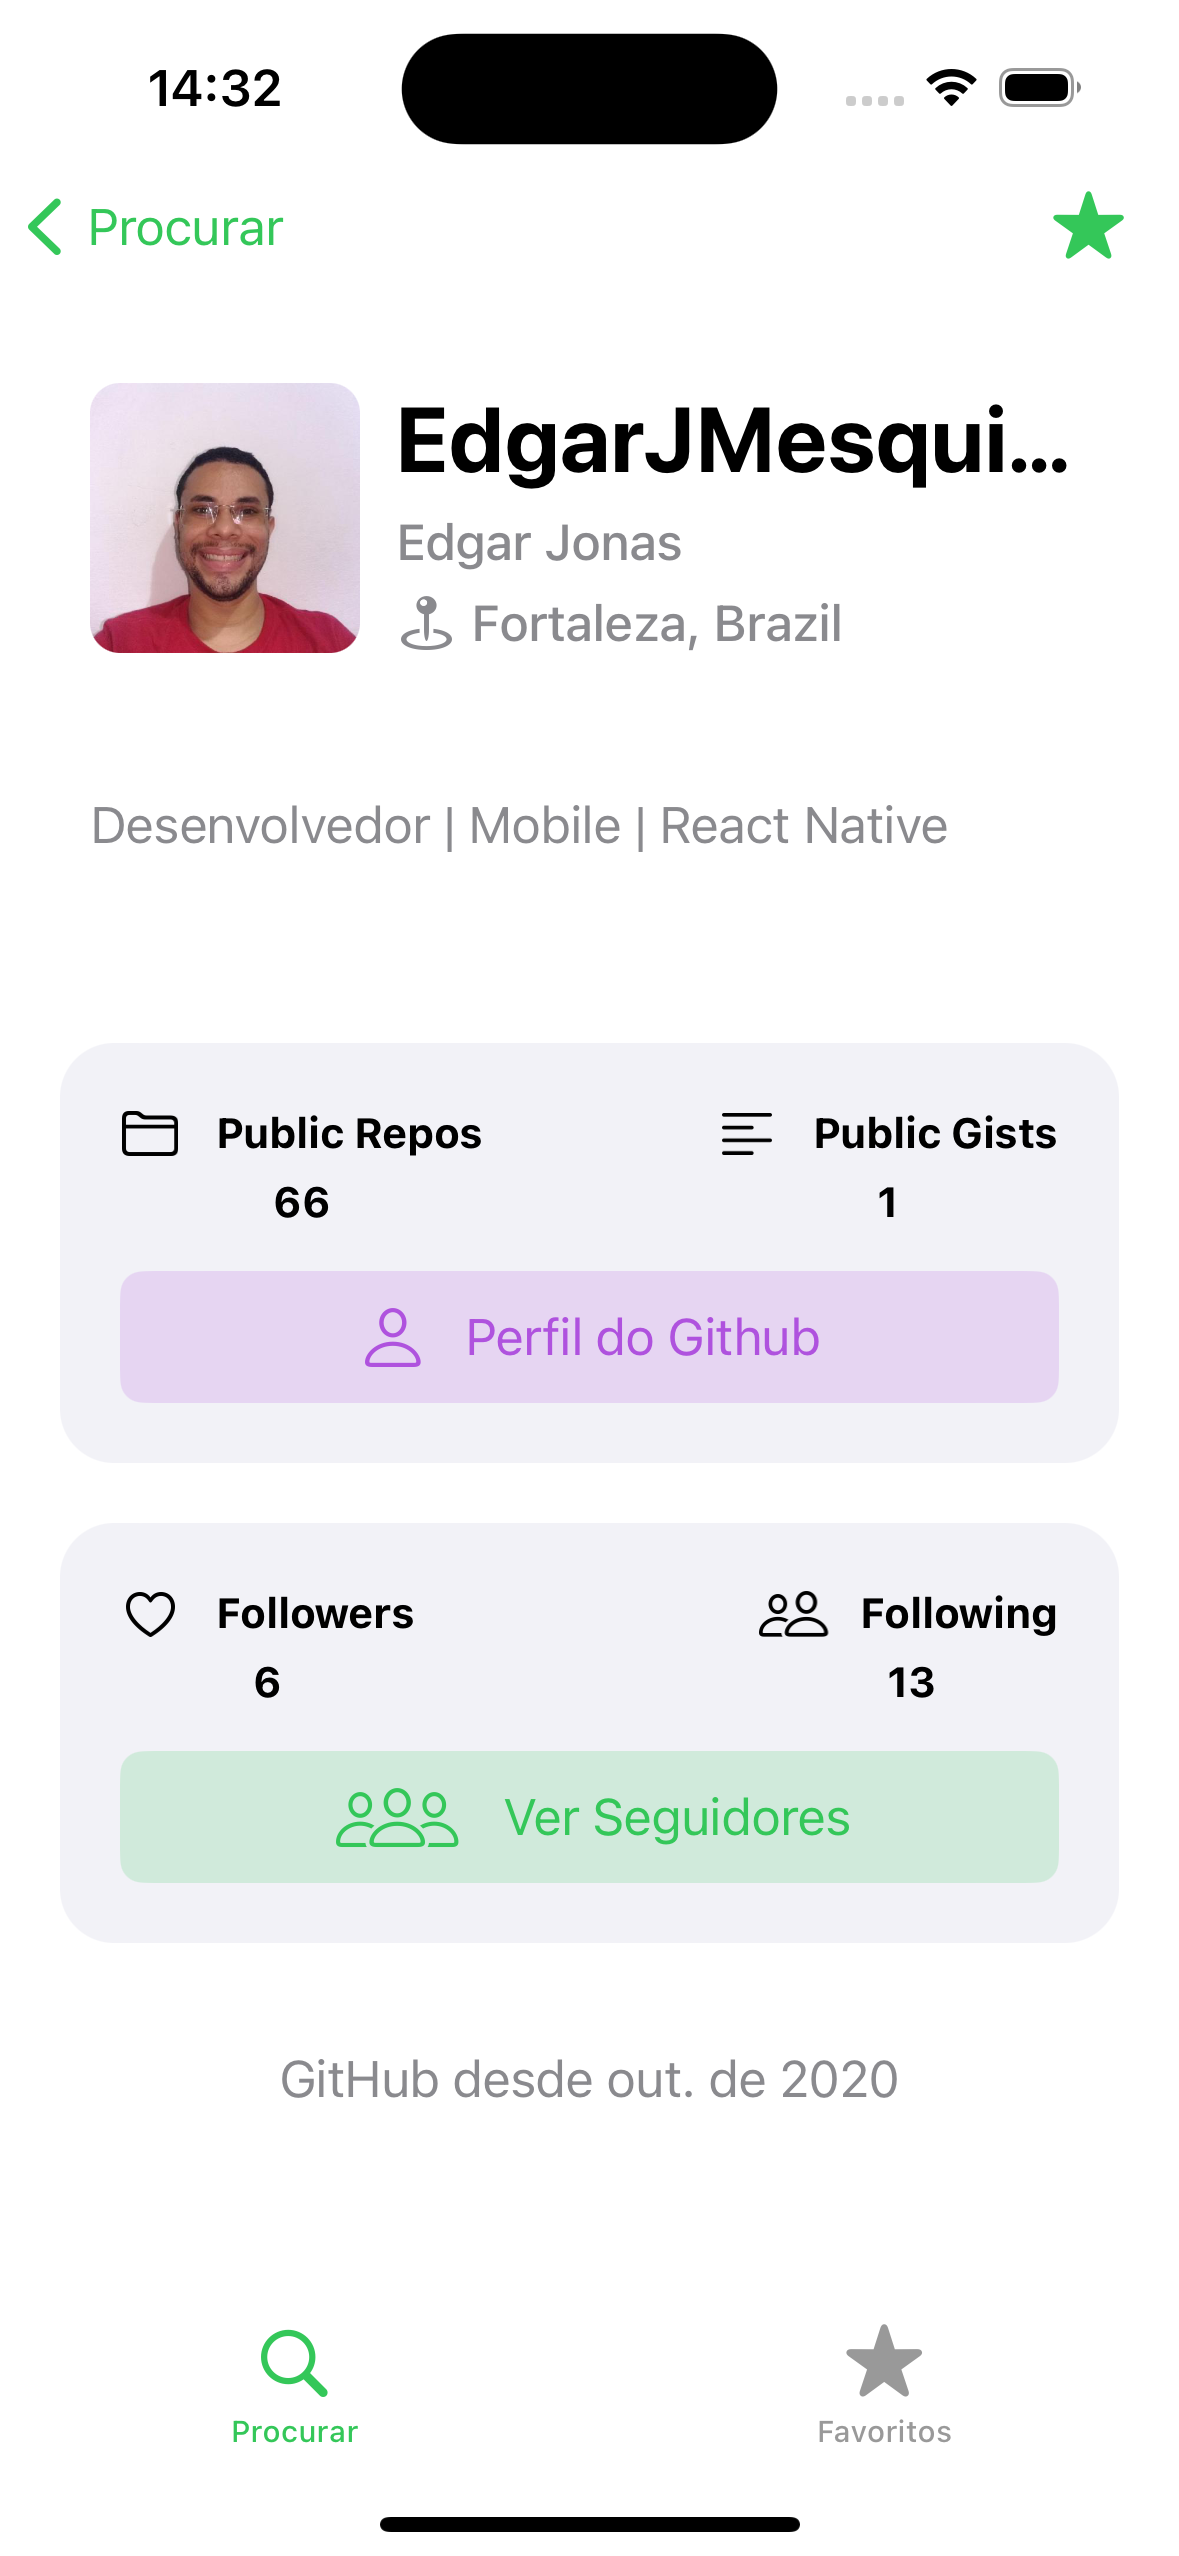 14:32
Procurar
EdgarJMesqui...
Edgar Jonas
Fortaleza, Brazil
Desenvolvedor | Mobile | React Native
Public Repos
66
Public Gists
1
Perfil do Github
Followers
6
Following
13
Ver Seguidores
GitHub desde out. de 2020
Procurar
Favoritos